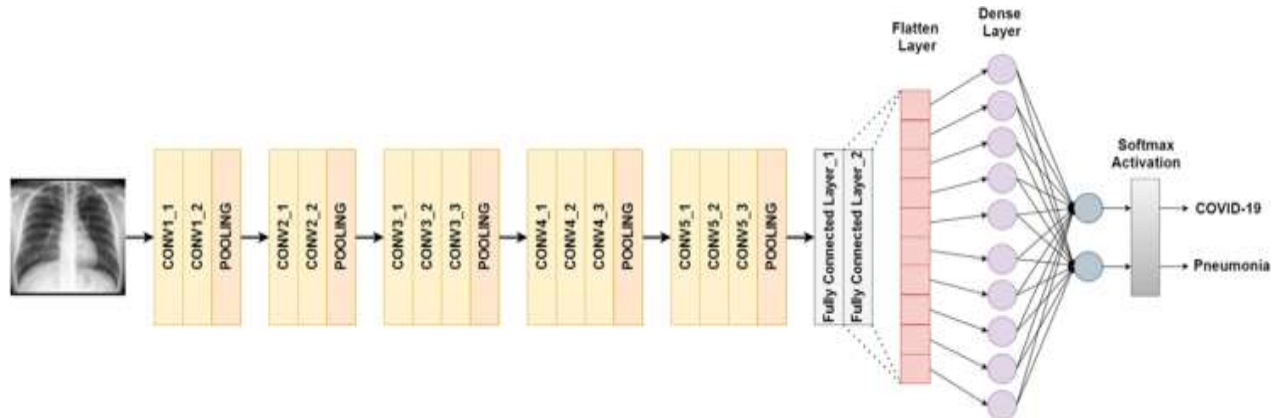 CONV1_1
CONV1_2
POOLING
CONV2_1
CONV2_2
POOLING
CONV3_1
CONV3_2
CONV3_3
POOLING
CONV4_1
CONV4_2
CONV4_3
POOLING
CONV5_1
CONV5_2
CONV5_3
POOLING
Fully Connected Layer_1
Fully Connected Layer_2
Flatten
Layer
Dense
Layer
Softmax
Activation
COVID-19
Pneumonia